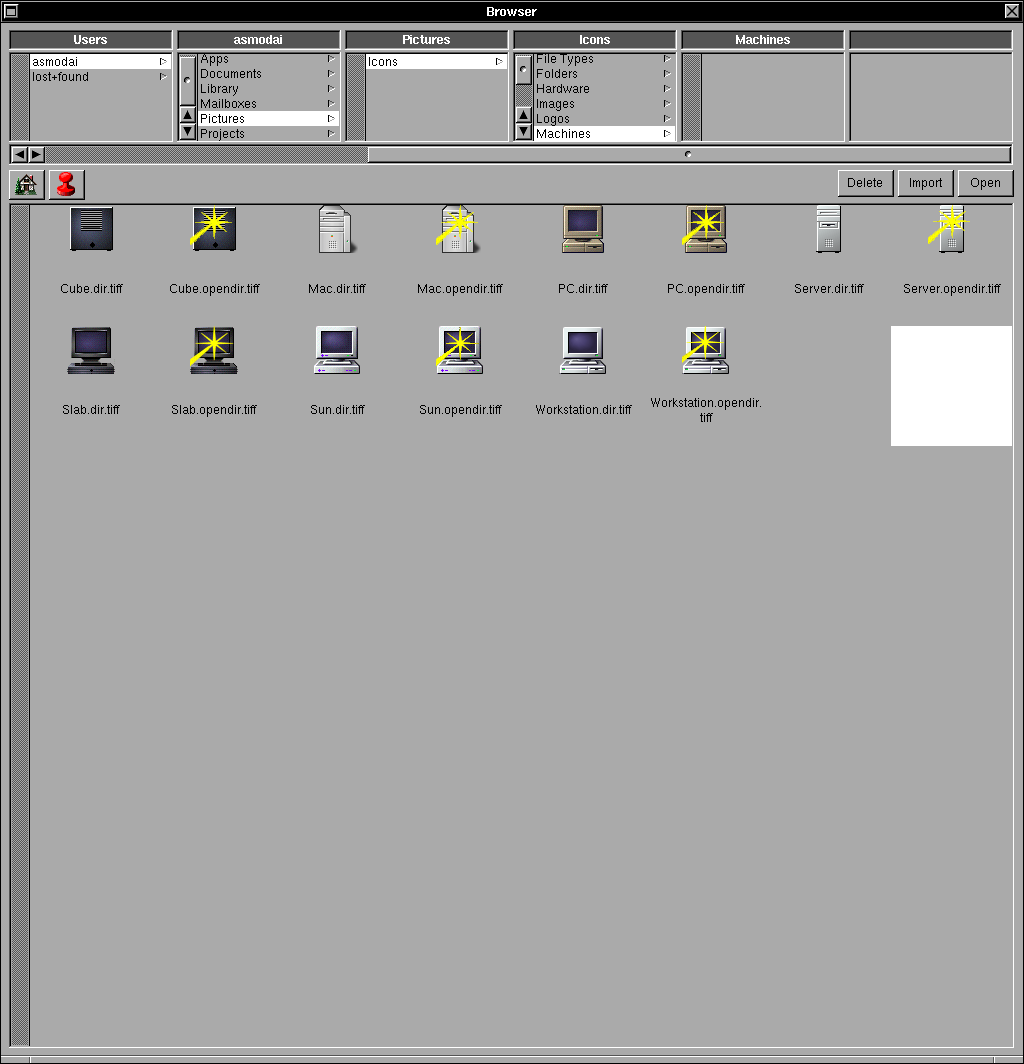 Browser
Users
asmodai
Pictures
Icons
Machines
asmodai
lost+found
Apps
Documents
Library
Mailboxes
Pictures
Projects
Icons
File Types
Folders
Hardware
Images
Logos
Machines
Delete
Import
Open
Cube.dir.tiff
Cube.opendir.tiff
Mac.dir.tiff
Mac.opendir.tiff
PC.dir.tiff
PC.opendir.tiff
Server.dir.tiff
Server.opendir.tiff
Slab.dir.tiff
Slab.opendir.tiff
Sun.dir.tiff
Sun.opendir.tiff
Workstation.dir.tiff
Workstation.opendir.
tiff